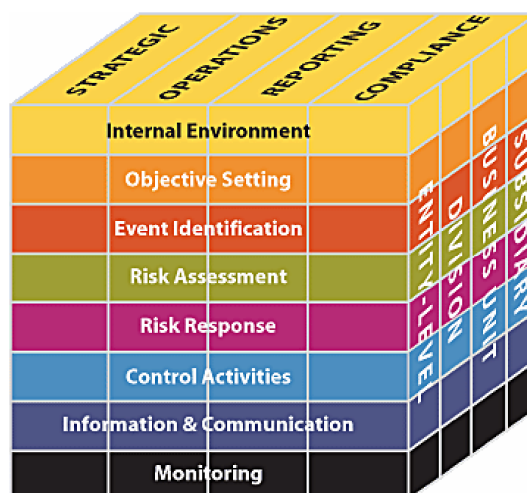 STRATEGIC
OPERATIONS
REPORTING
COMPLIANCE
Internal Environment
Objective Setting
Event Identification
Risk Assessment
Risk Response
Control Activities
Information & Communication
Monitoring
ENTITY-LEVEL
DIVISION
BUSINESS UNIT
SUBSIDIARY